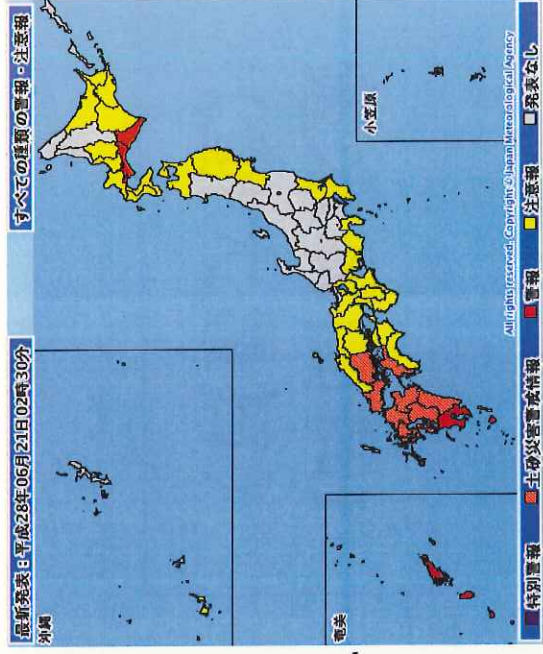 最新発表：平成28年06月21日02時30分
すべての種類の警報・注意報
沖縄
奄美
小笠原
All rights reserved. Copyright © Japan Meteorological Agency
特別警報
土砂災害警戒情報
警報
注意報
発表なし